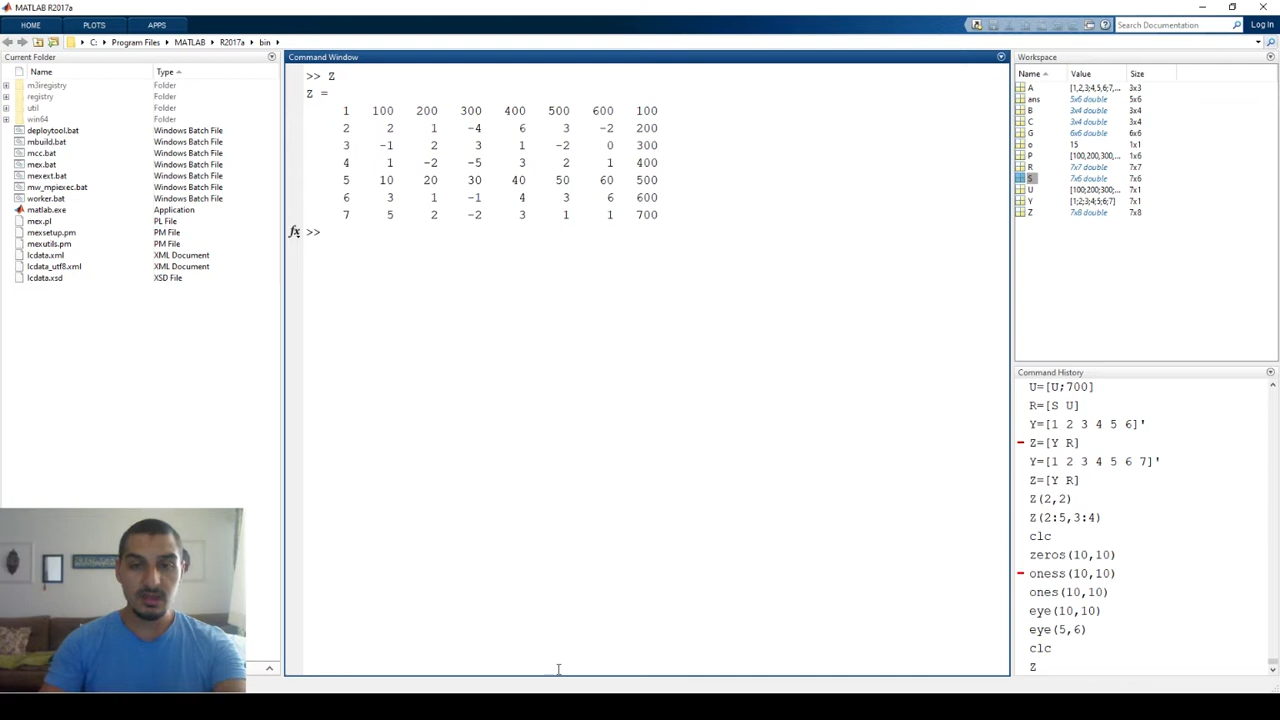 MATLAB R2017a
HOME PLOTS APPS
Search Documentation Log In
C: Program Files MATLAB R2017a bin
Current Folder
Name Type
m3iregistry Folder
registry Folder
util Folder
win64 Folder
deploytool.bat Windows Batch File
mbuild.bat Windows Batch File
mcc.bat Windows Batch File
mex.bat Windows Batch File
mexext.bat Windows Batch File
mw_mpiexec.bat Windows Batch File
worker.bat Windows Batch File
matlab.exe Application
mex.pl PL File
mexsetup.pm PM File
mexutils.pm PM File
lcdata.xml XML Document
lcdata_utf8.xml XML Document
lcdata.xsd XSD File
Command Window
>> Z
Z =
1 100 200 300 400 500 600 100
2 2 1 -4 6 3 -2 200
3 -1 2 3 1 -2 0 300
4 1 -2 -5 3 2 1 400
5 10 20 30 40 50 60 500
6 3 1 -1 4 3 6 600
7 5 2 -2 3 1 1 700
fx >>
Workspace
Name Value Size
A [1,2,3;4,5,6;7,... 3x3
ans 5x6 double 5x6
B 3x4 double 3x4
C 3x4 double 3x4
G 6x6 double 6x6
o 15 1x1
P [100,200,300,... 1x6
R 7x7 double 7x7
S 7x6 double 7x6
U [100;200;300;... 7x1
Y [1;2;3;4;5;6;7] 7x1
Z 7x8 double 7x8
Command History
U=[U;700]
R=[S U]
Y=[1 2 3 4 5 6]'
Z=[Y R]
Y=[1 2 3 4 5 6 7]'
Z=[Y R]
Z(2,2)
Z(2:5,3:4)
clc
zeros(10,10)
oness(10,10)
ones(10,10)
eye(10,10)
eye(5,6)
clc
Z